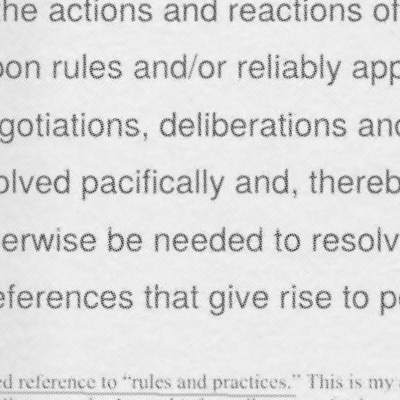 the actions and reactions of
pon rules and/or reliably app
gotiations, deliberations and
olved pacifically and, thereb
erwise be needed to resolv
eferences that give rise to p
ed reference to “rules and practices.” This is my